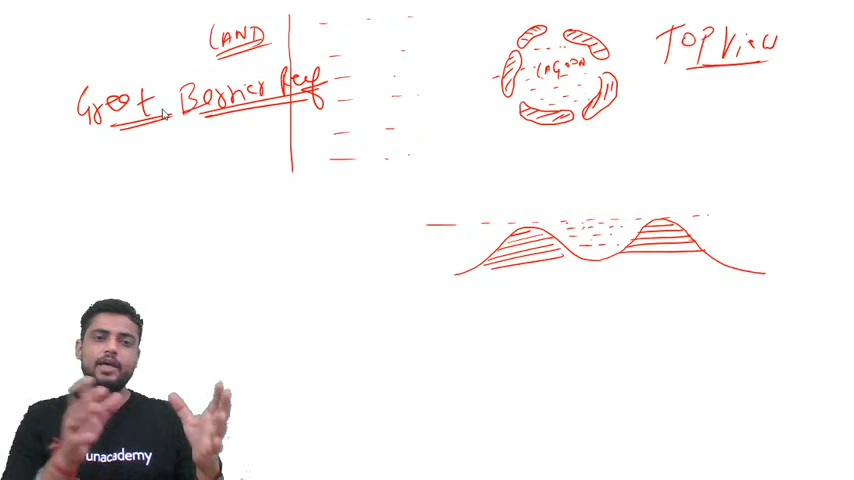 LAND
Great Barrier Reef
LAGOON
TOP View
unacademy